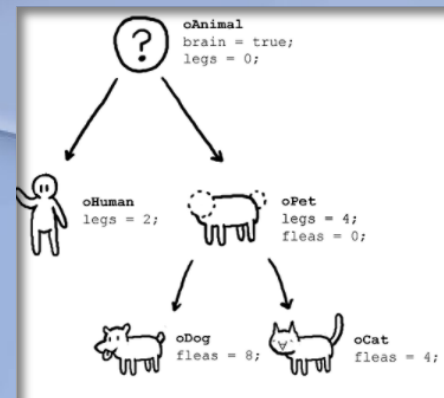 ?
oAnimal
brain = true;
legs = 0;
oHuman
legs = 2;
oPet
legs = 4;
fleas = 0;
oDog
fleas = 8;
oCat
fleas = 4;